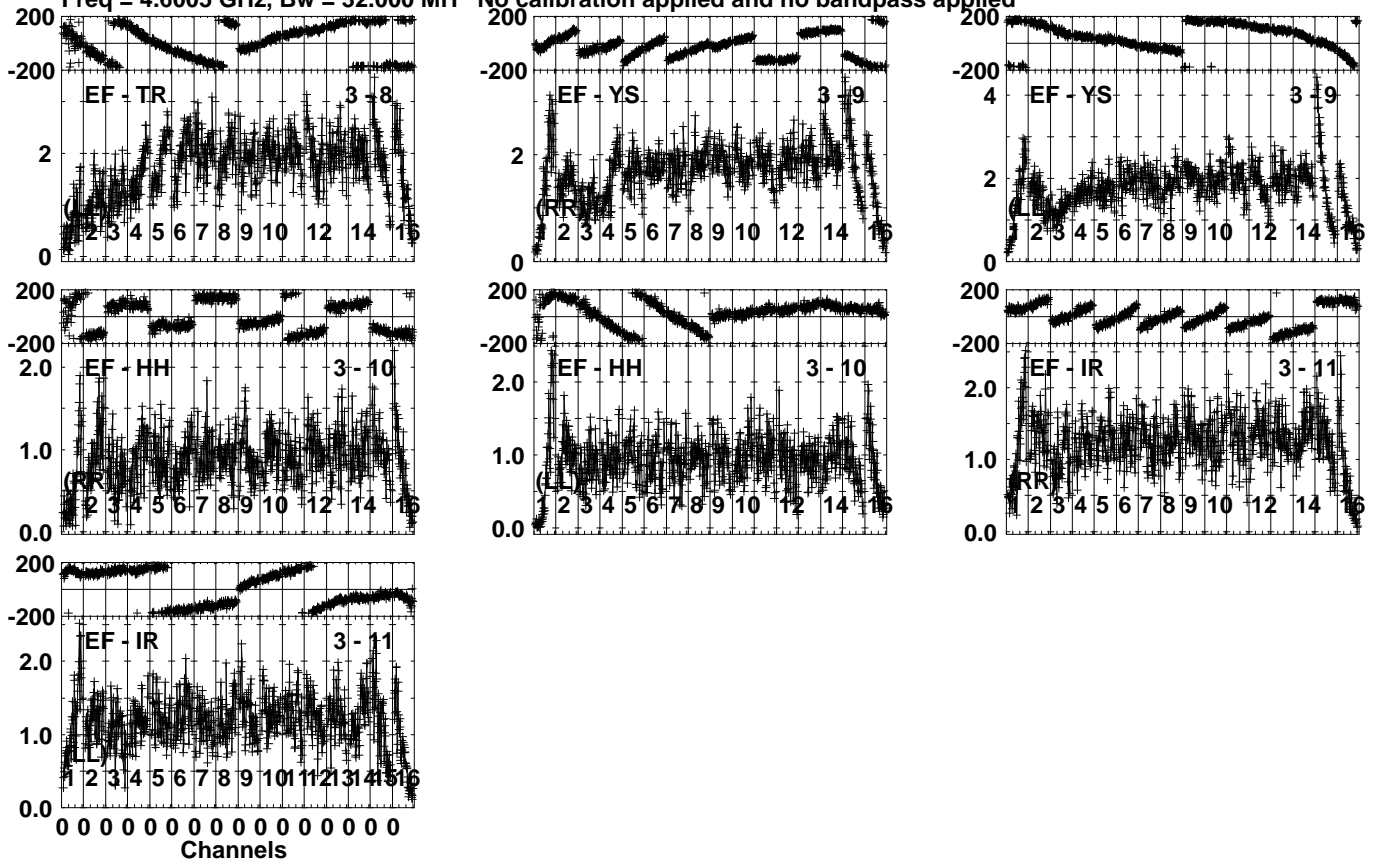 Freq = 4.6005 GHz, Bw = 32.000 MH No calibration applied and no bandpass applied
200
-200
EF - TR 3 - 8
2
0
(LL)
1 2 3 4 5 6 7 8 9 10 12 14 16
200
-200
EF - YS 3 - 9
2
0
(RR)
1 2 3 4 5 6 7 8 9 10 12 14 16
200
-200
EF - YS 3 - 9
4
2
0
(LL)
1 2 3 4 5 6 7 8 9 10 12 14 16
200
-200
EF - HH 3 - 10
2.0
1.0
0.0
(RR)
1 2 3 4 5 6 7 8 9 10 12 14 16
200
-200
EF - HH 3 - 10
2.0
1.0
0.0
(LL)
1 2 3 4 5 6 7 8 9 10 12 14 16
200
-200
EF - IR 3 - 11
2.0
1.0
0.0
(RR)
2 3 4 5 6 7 8 9 10 12 14 16
200
-200
EF - IR 3 - 11
2.0
1.0
0.0
(LL)
1 2 3 4 5 6 7 8 9 10 11 12 13 14 15 16
0 0 0 0 0 0 0 0 0 0 0 0 0 0 0 0
Channels